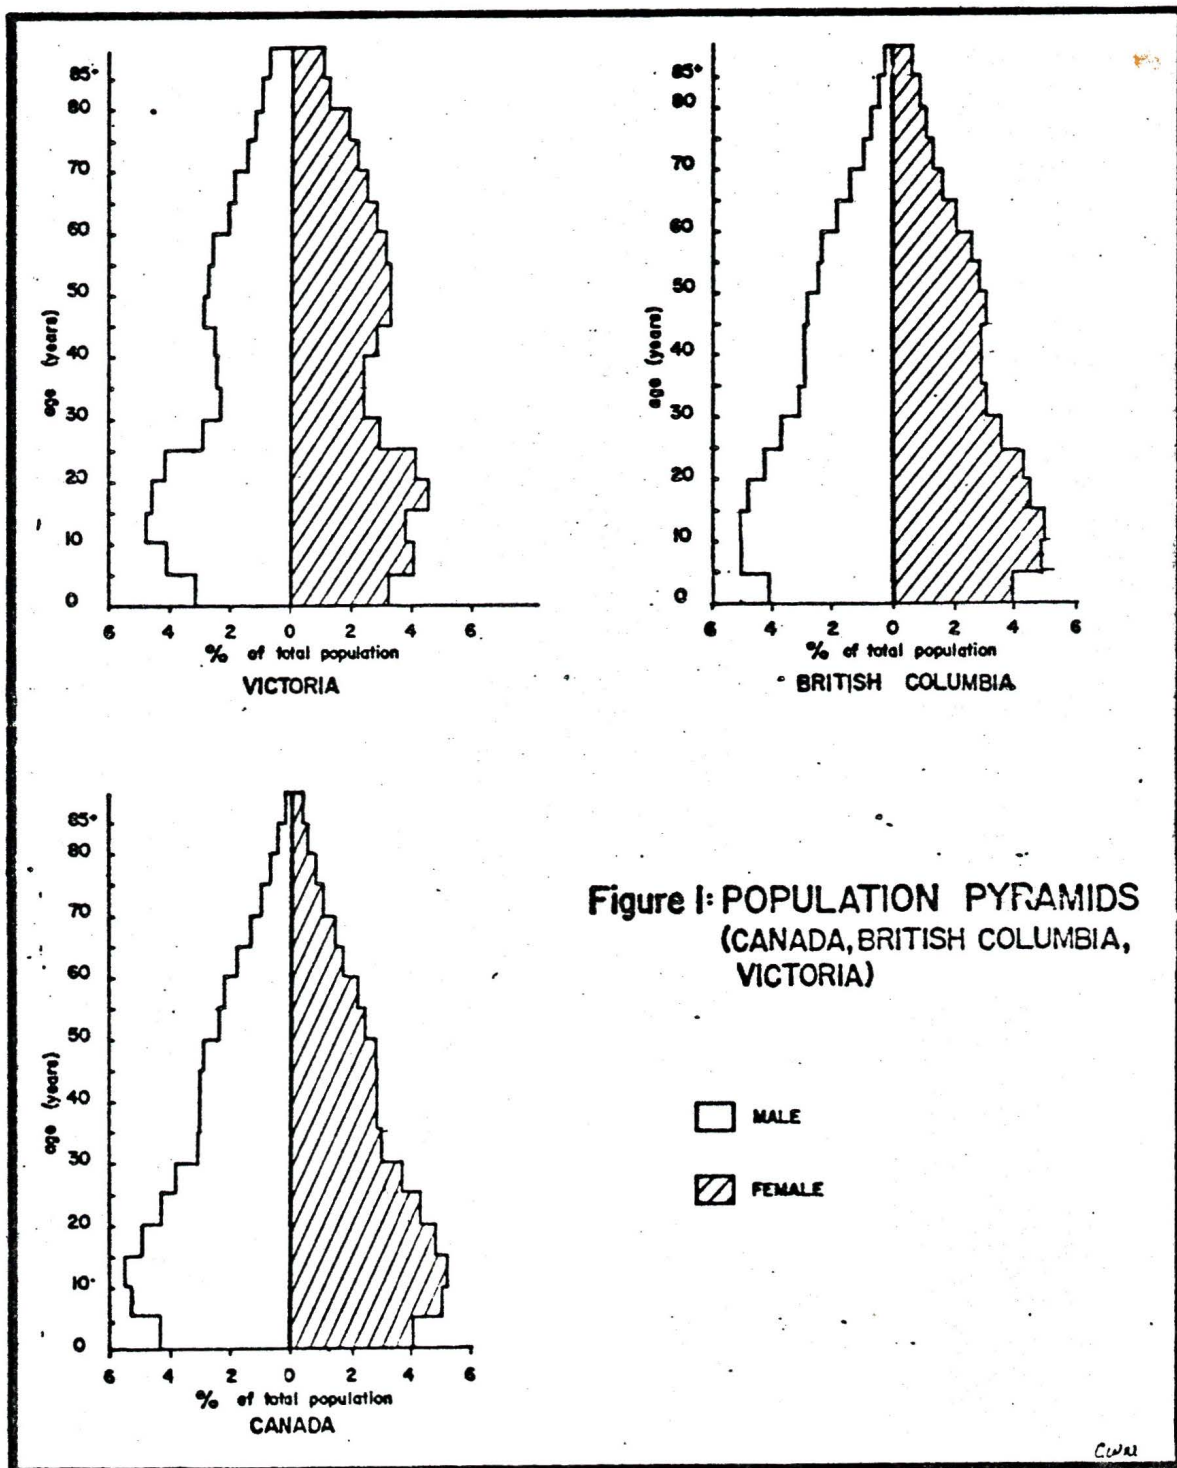 85+
80
70
60
50
40
30
20
10
0
age (years)
6 4 2 0 2 4 6
% of total population
VICTORIA
85+
80
70
60
50
40
30
20
10
0
age (years)
6 4 2 0 2 4 6
% of total population
BRITISH COLUMBIA
85+
80
70
60
50
40
30
20
10
0
age (years)
6 4 2 0 2 4 6
% of total population
CANADA
Figure 1: POPULATION PYRAMIDS
(CANADA, BRITISH COLUMBIA,
VICTORIA)
MALE
FEMALE